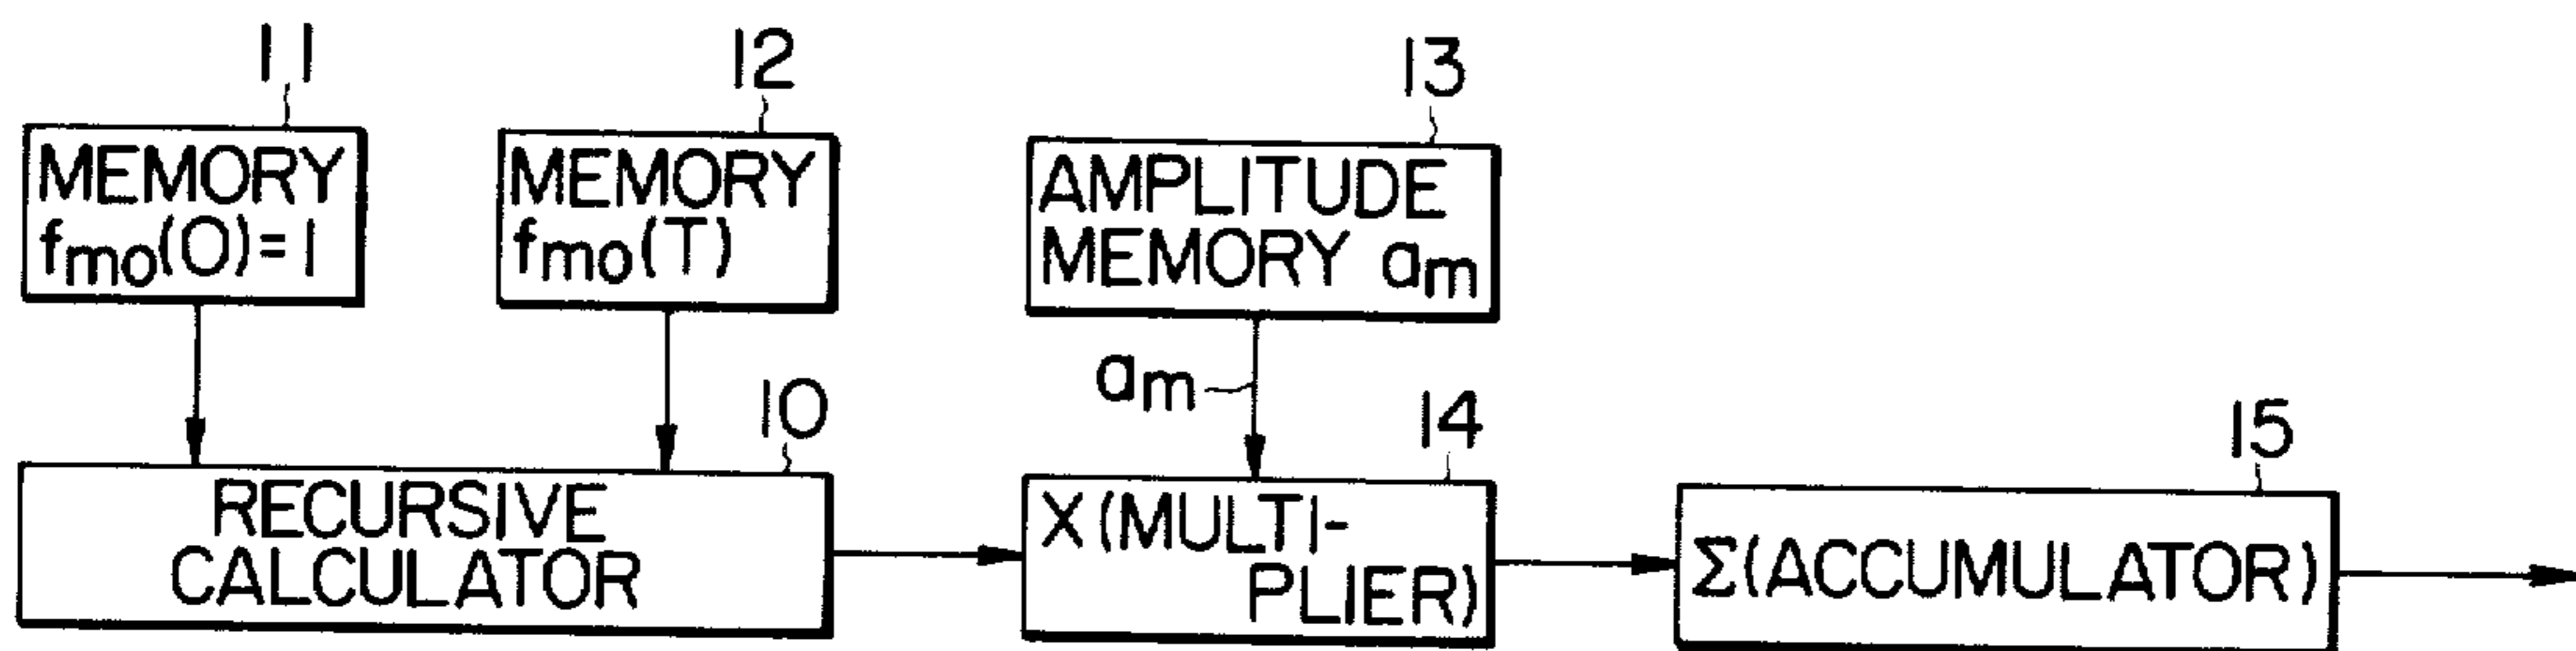 11
12
13
MEMORY
fmo(0)=1
MEMORY
fmo(T)
AMPLITUDE
MEMORY am
am
10
14
15
RECURSIVE
CALCULATOR
X(MULTI-
PLIER)
Σ(ACCUMULATOR)